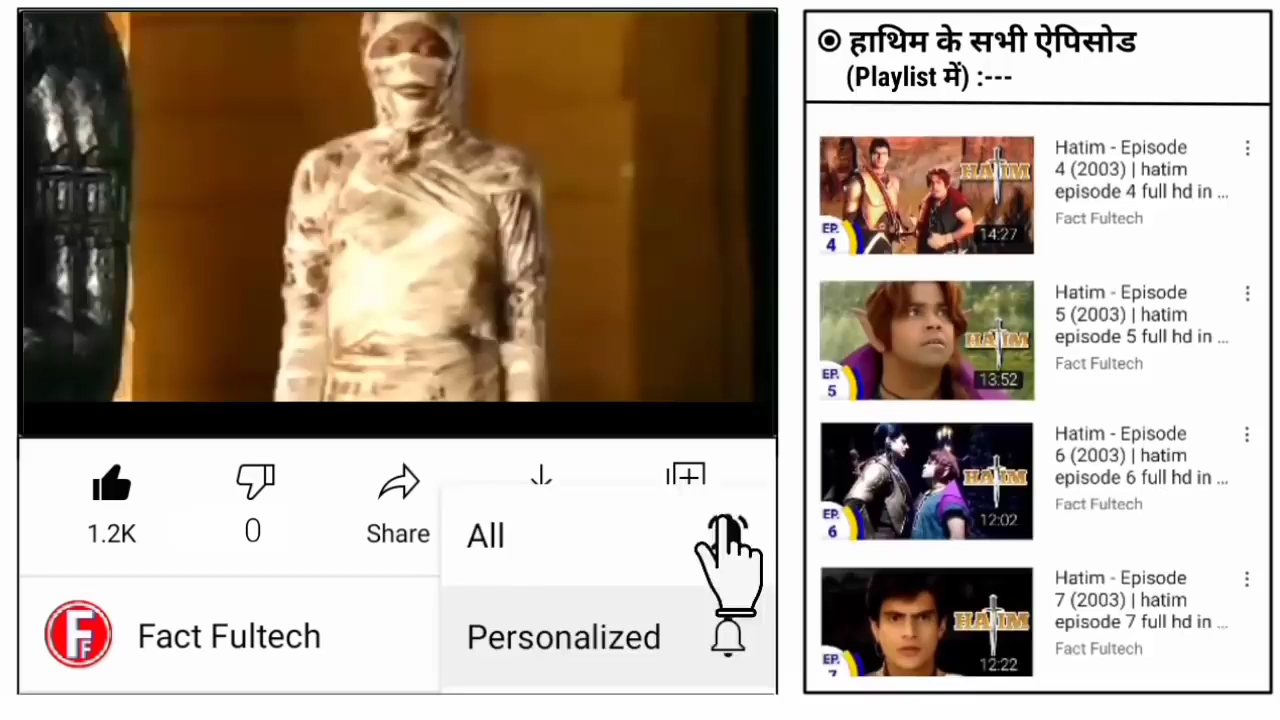 1.2K
0
Share
All
Fact Fultech
Personalized
हाथिम के सभी ऐपिसोड
(Playlist में) :---
HATIM
EP.
4
14:27
Hatim - Episode
4 (2003) | hatim
episode 4 full hd in ...
Fact Fultech
HATIM
EP.
5
13:52
Hatim - Episode
5 (2003) | hatim
episode 5 full hd in ...
Fact Fultech
HATIM
EP.
6
12:02
Hatim - Episode
6 (2003) | hatim
episode 6 full hd in ...
Fact Fultech
HATIM
EP.
7
12:22
Hatim - Episode
7 (2003) | hatim
episode 7 full hd in ...
Fact Fultech